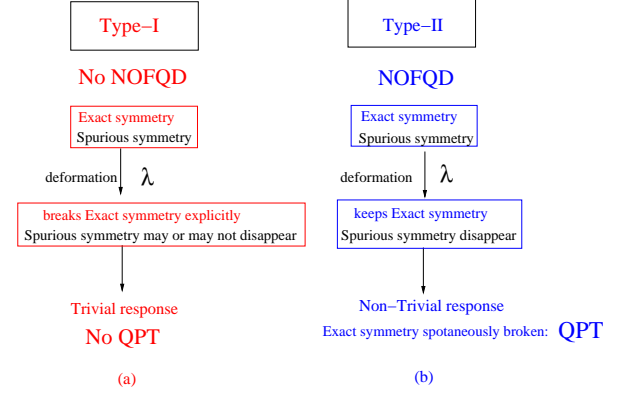 Type−I
No NOFQD
Exact symmetry
Spurious symmetry
deformation λ
breaks Exact symmetry explicitly
Spurious symmetry may or may not disappear
Trivial response
No QPT
(a)
Type−II
NOFQD
Exact symmetry
Spurious symmetry
deformation λ
keeps Exact symmetry
Spurious symmetry disappear
Non−Trivial response
Exact symmetry spotaneously broken: QPT
(b)